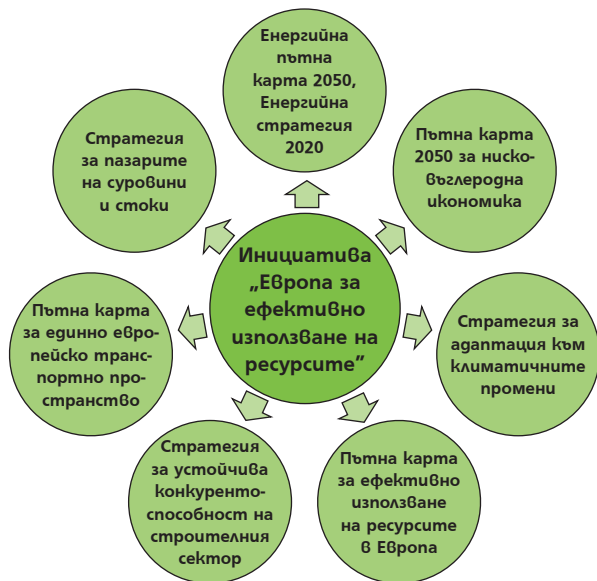 Енергийна
пътна
карта 2050,
Енергийна
стратегия
2020
Пътна карта
2050 за ниско-
въглеродна
икономика
Стратегия за
адаптация към
климатичните
промени
Пътна карта
за ефективно
използване
на ресурсите
в Европа
Стратегия
за устойчива
конкуренто-
способност на
строителния
сектор
Пътна карта
за единно евро-
пейско транс-
портно про-
странство
Стратегия
за пазарите
на суровини
и стоки
Инициатива
„Европа за
ефективно
използване на
ресурсите”